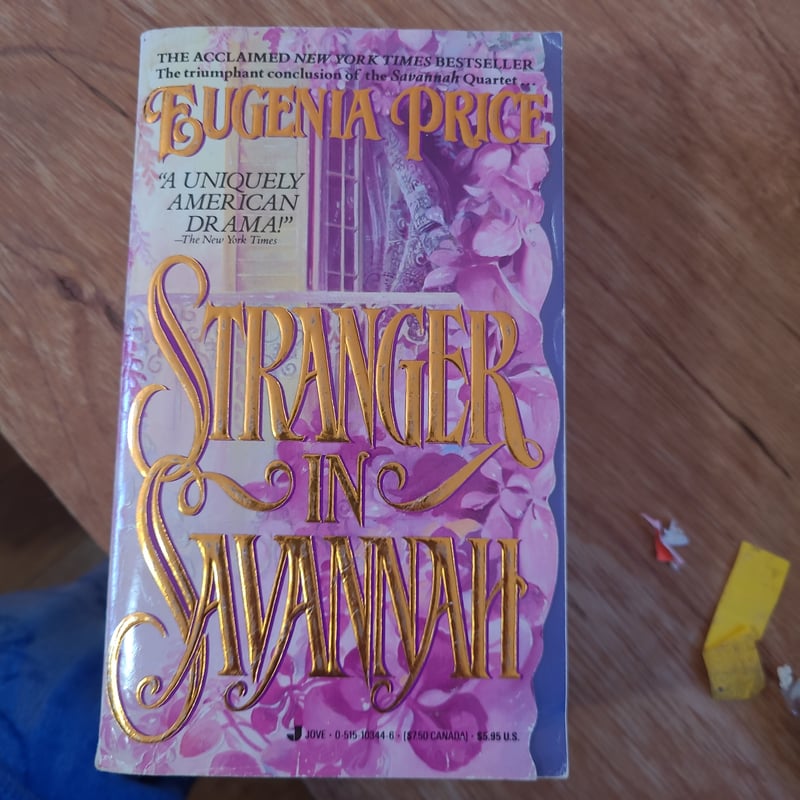 THE ACCLAIMED NEW YORK TIMES BESTSELLER
The triumphant conclusion of the Savannah Quartet...
EUGENIA PRICE
"A UNIQUELY
AMERICAN
DRAMA!"
—The New York Times
STRANGER
IN
SAVANNAH
J JOVE • 0-515-10344-6 • ($7.50 CANADA) • $5.95 U.S.